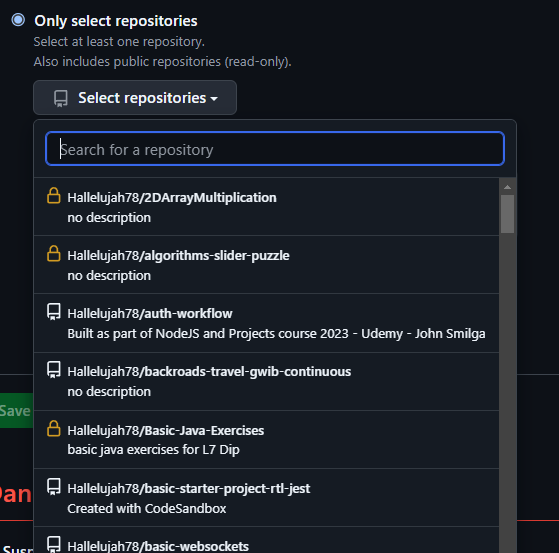 Only select repositories
Select at least one repository.
Also includes public repositories (read-only).
Select repositories
Search for a repository
Hallelujah78/2DArrayMultiplication
no description
Hallelujah78/algorithms-slider-puzzle
no description
Hallelujah78/auth-workflow
Built as part of NodeJS and Projects course 2023 - Udemy - John Smilga
Hallelujah78/backroads-travel-gwib-continuous
no description
Save
Hallelujah78/Basic-Java-Exercises
basic java exercises for L7 Dip
Dan
Hallelujah78/basic-starter-project-rtl-jest
Created with CodeSandbox
Susp
Hallelujah78/basic-websockets